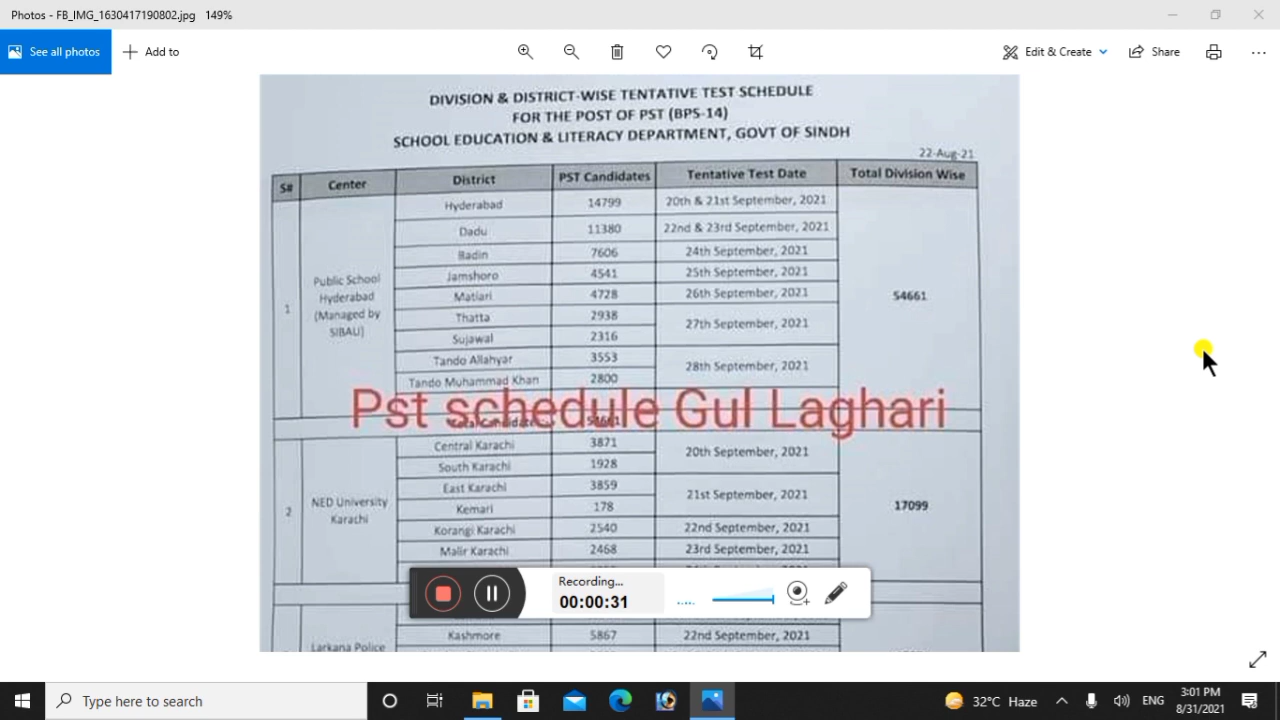 Photos - FB_IMG_1630417190802.jpg 149%
See all photos
Add to
Edit & Create
Share
DIVISION & DISTRICT-WISE TENTATIVE TEST SCHEDULE
FOR THE POST OF PST (BPS-14)
SCHOOL EDUCATION & LITERACY DEPARTMENT, GOVT OF SINDH
22-Aug-21
S# Center District PST Candidates Tentative Test Date Total Division Wise
1 Public School Hyderabad (Managed by SIBAU) 54661
Hyderabad 14799 20th & 21st September, 2021
Dadu 11380 22nd & 23rd September, 2021
Badin 7606 24th September, 2021
Jamshoro 4541 25th September, 2021
Matiari 4728 26th September, 2021
Thatta 2938 27th September, 2021
Sujawal 2316
Tando Allahyar 3553 28th September, 2021
Tando Muhammad Khan 2800
Pst schedule Gul Laghari
2 NED University Karachi 17099
Central Karachi 3871 20th September, 2021
South Karachi 1928
East Karachi 3859 21st September, 2021
Kemari 178
Korangi Karachi 2540 22nd September, 2021
Malir Karachi 2468 23rd September, 2021
Recording...
00:00:31
Kashmore 5867 22nd September, 2021
Larkana Police
Type here to search
32°C Haze
ENG
3:01 PM
8/31/2021